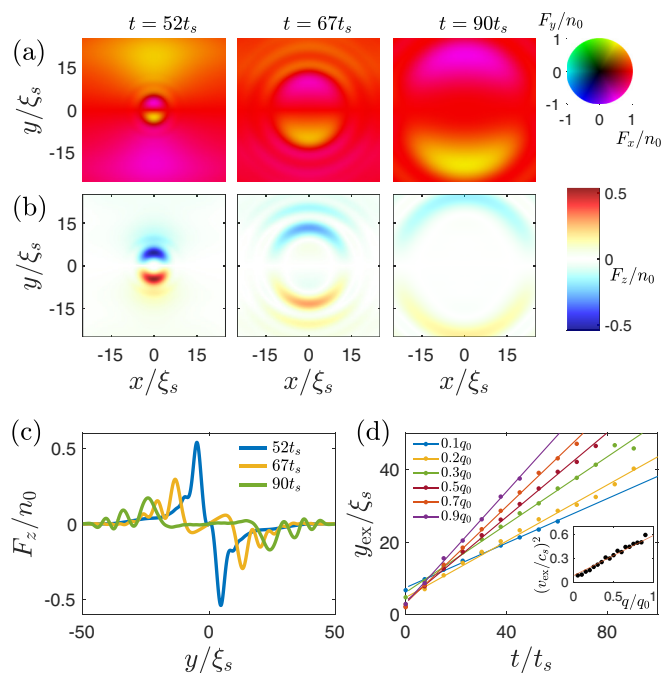 (a)
t = 52t_s
t = 67t_s
t = 90t_s
y/ξ_s
15
0
-15
F_y/n_0
1
0
-1
-1
0
1
F_x/n_0
(b)
y/ξ_s
15
0
-15
-15 0 15
-15 0 15
-15 0 15
x/ξ_s
x/ξ_s
x/ξ_s
0.5
0
-0.5
F_z/n_0
(c)
F_z/n_0
0.5
0
-0.5
-50 0 50
y/ξ_s
52t_s
67t_s
90t_s
(d)
y_ex/ξ_s
40
20
0
0 40 80
t/t_s
0.1q_0
0.2q_0
0.3q_0
0.5q_0
0.7q_0
0.9q_0
(v_ex/c_s)^2
0.6
0.3
0
0 0.5 1
q/q_0